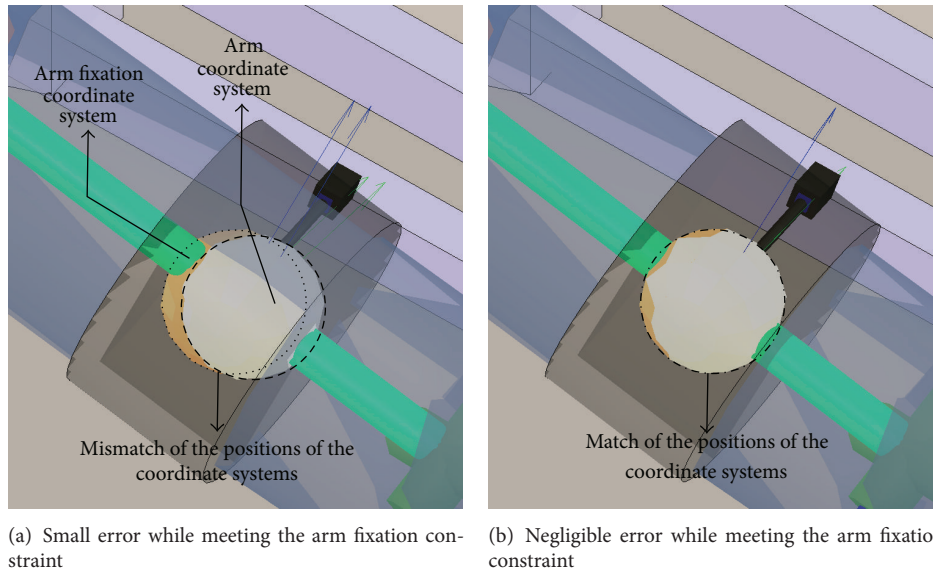 Arm
coordinate
system
Arm fixation
coordinate
system
Mismatch of the positions of the
coordinate systems
Match of the positions of the
coordinate systems
(a) Small error while meeting the arm fixation con-
straint
(b) Negligible error while meeting the arm fixatio
constraint